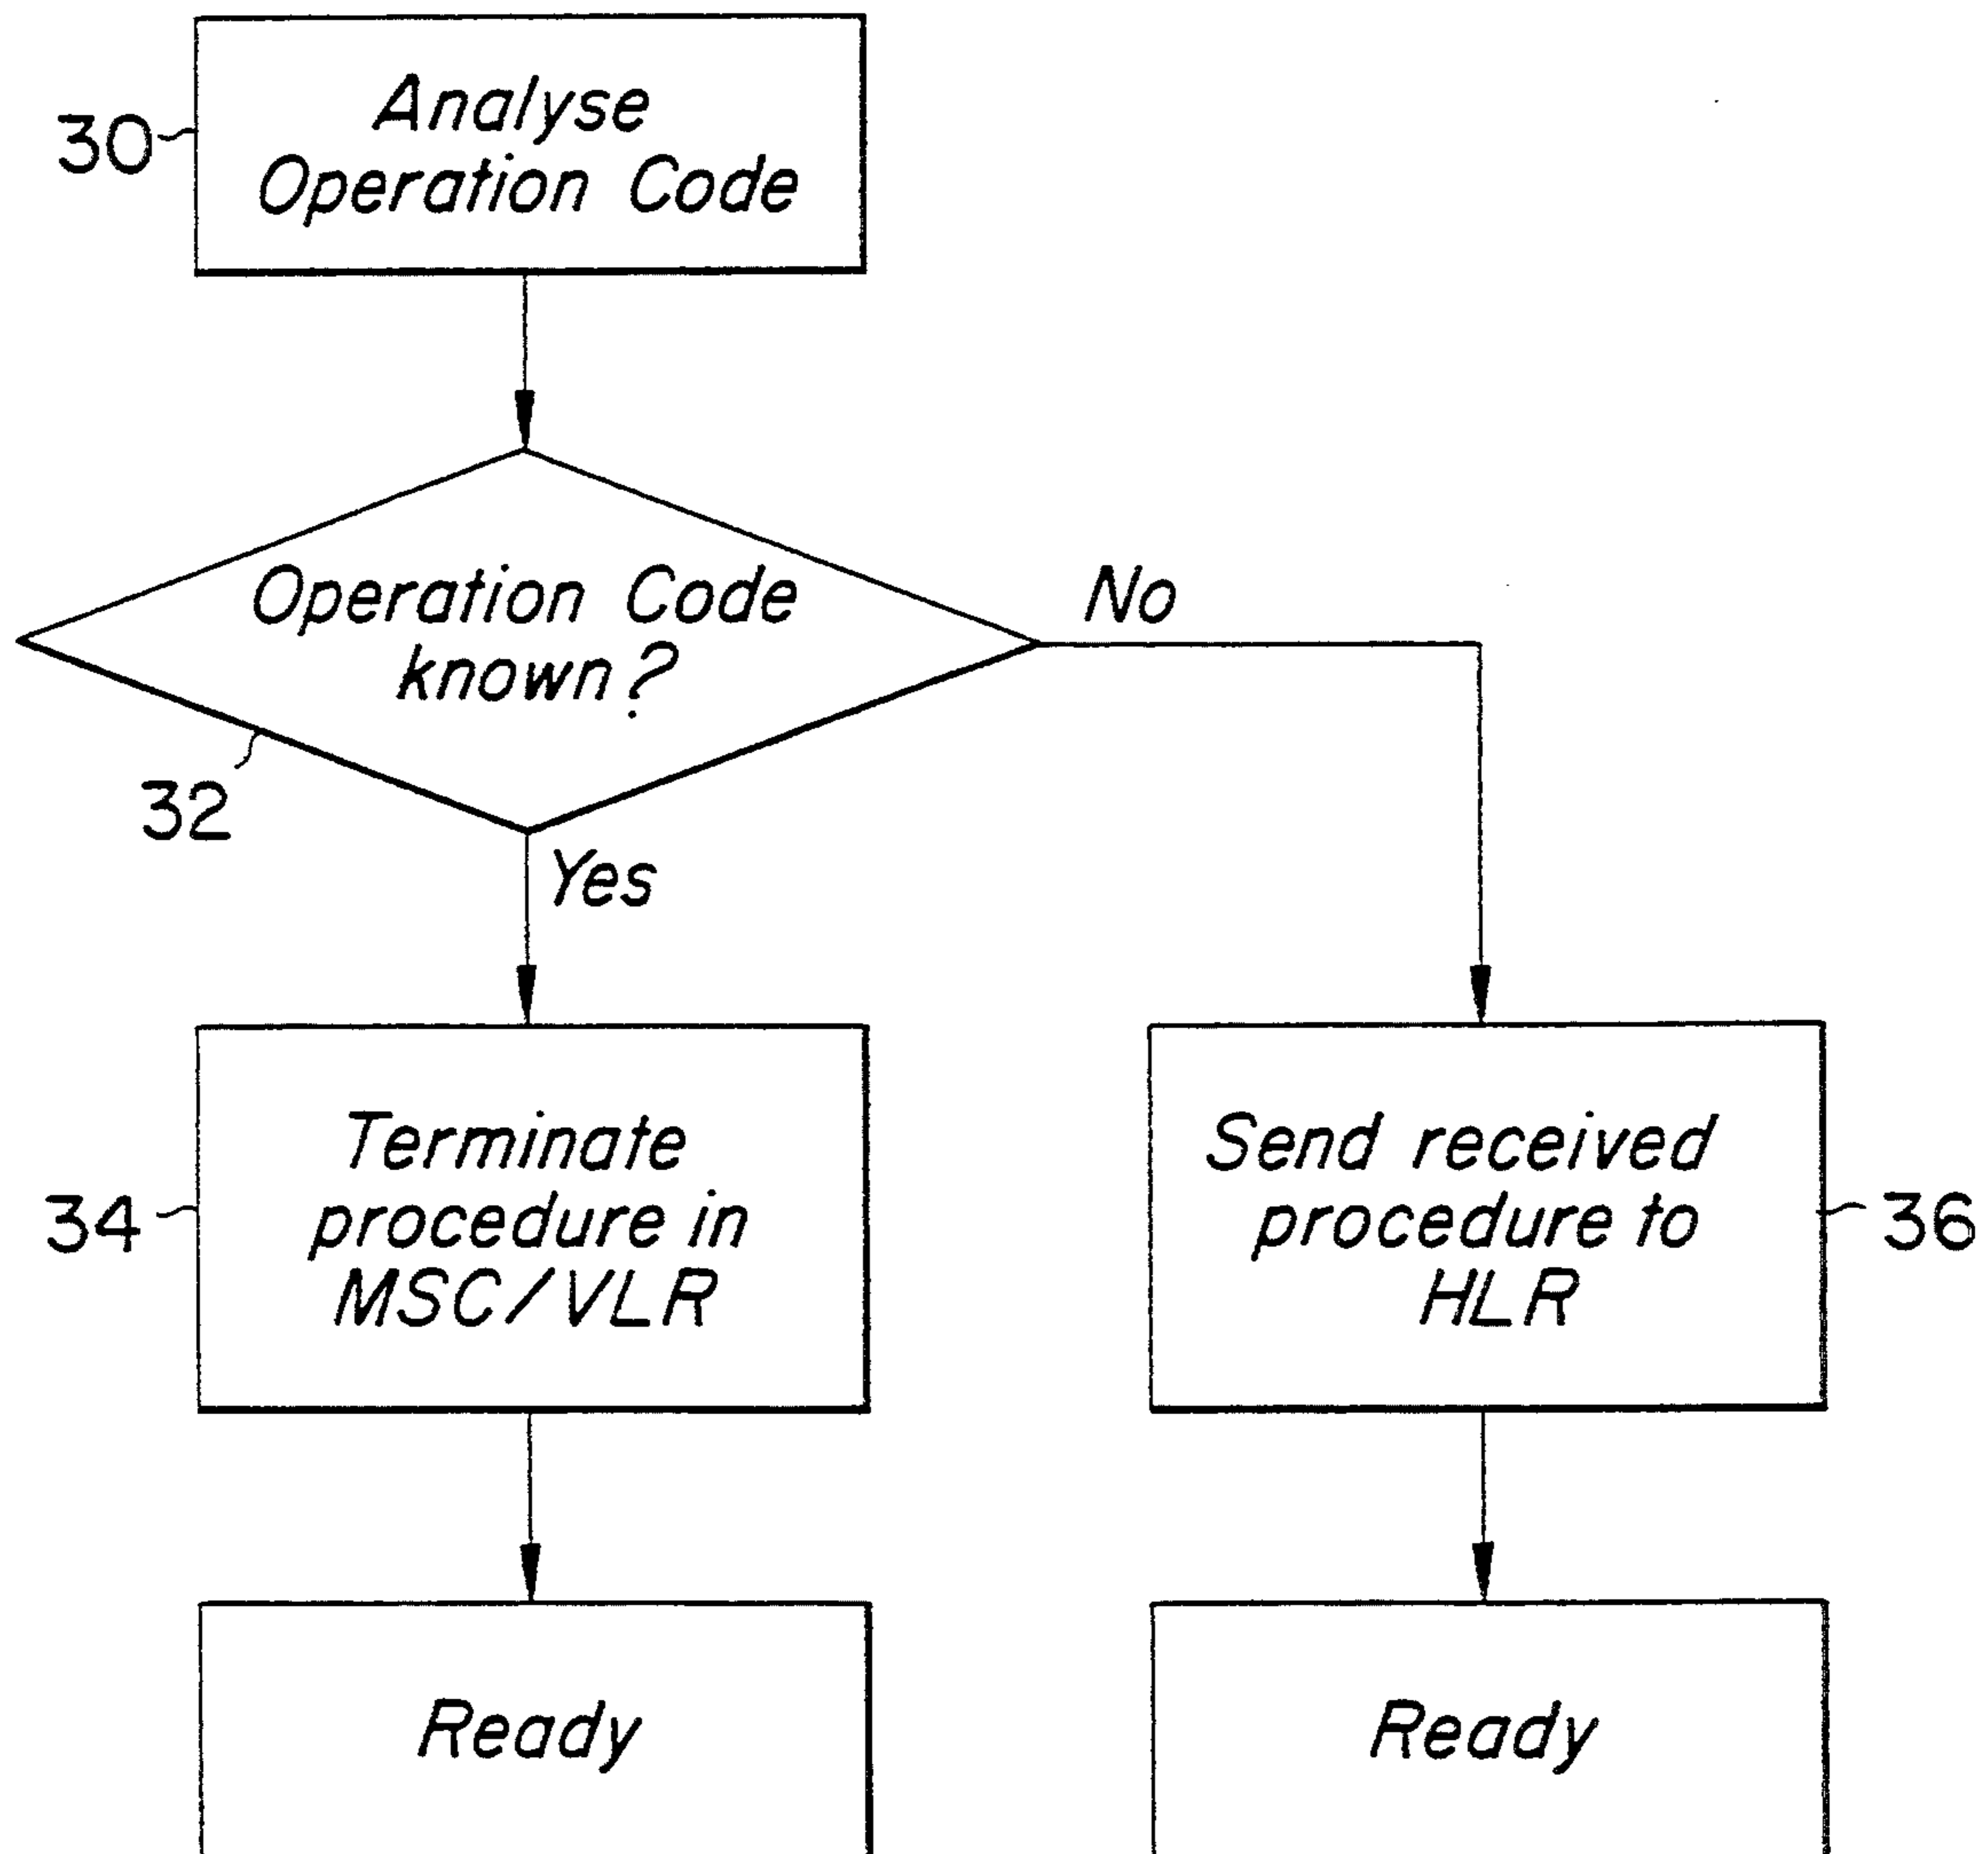 30
Analyse
Operation Code
Operation Code
known?
No
32
Yes
34
Terminate
procedure in
MSC/VLR
Send received
procedure to
HLR
36
Ready
Ready